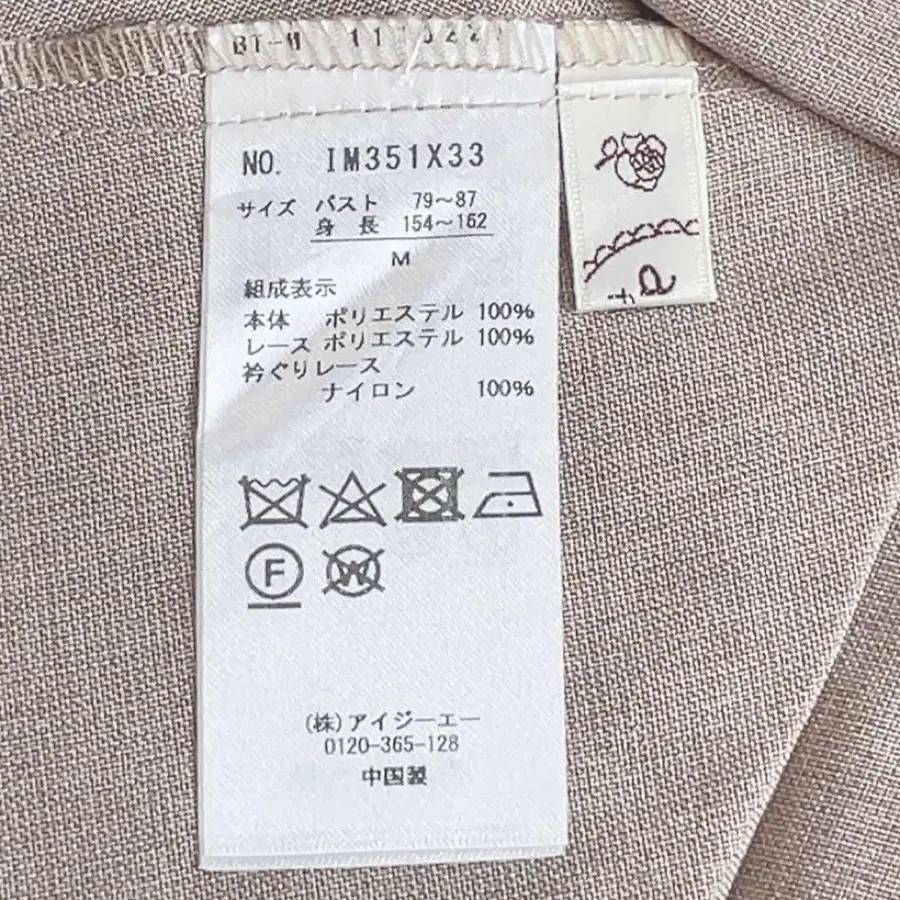 NO. IM351X33
サイズ バスト 79～87
身長 154～162
M
組成表示
本体 ポリエステル 100%
レース ポリエステル 100%
衿ぐりレース
ナイロン 100%
F
W
(株)アイジーエー
0120-365-128
中国製